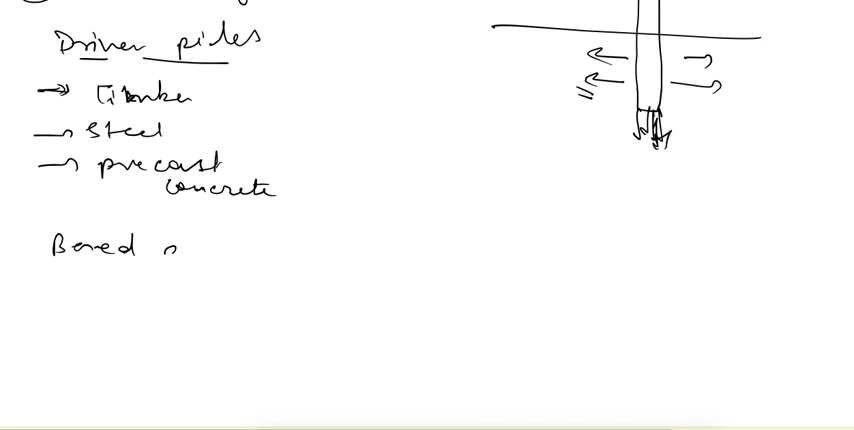 Driven piles
Timber
Steel
precast
concrete
Bored